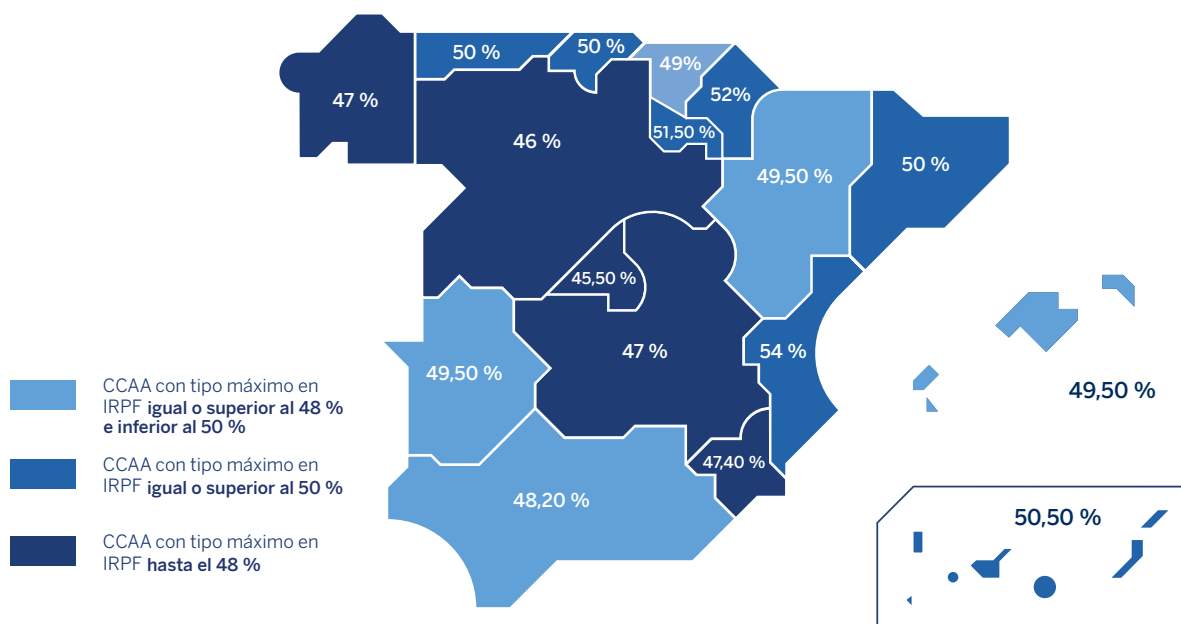 50 %
50 %
49%
47 %
52%
51,50 %
46 %
49,50 %
50 %
45,50 %
47 %
54 %
49,50 %
49,50 %
47,40 %
48,20 %
50,50 %
CCAA con tipo máximo en
IRPF igual o superior al 48 %
e inferior al 50 %
CCAA con tipo máximo en
IRPF igual o superior al 50 %
CCAA con tipo máximo en
IRPF hasta el 48 %